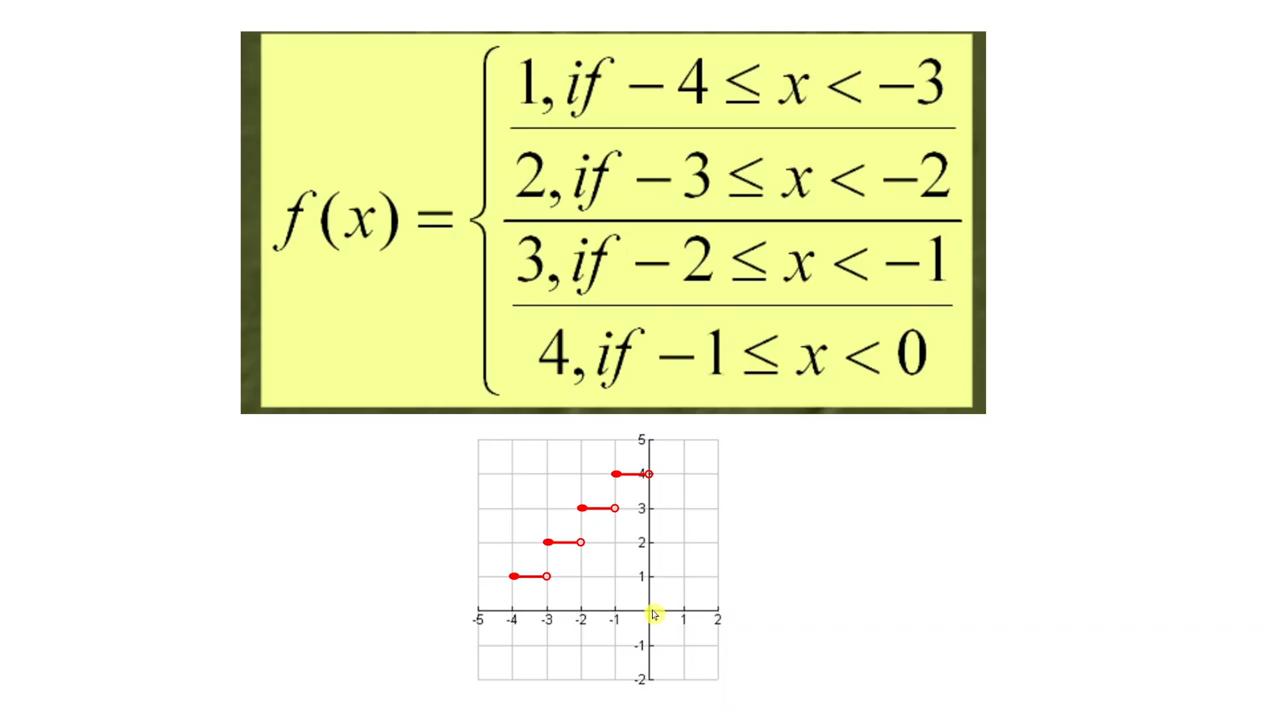 1, if – 4 ≤ x < –3
2, if – 3 ≤ x < –2
f(x) =
3, if – 2 ≤ x < –1
4, if – 1 ≤ x < 0
5
4
3
2
1
-5 -4 -3 -2 -1 1 2
-1
-2